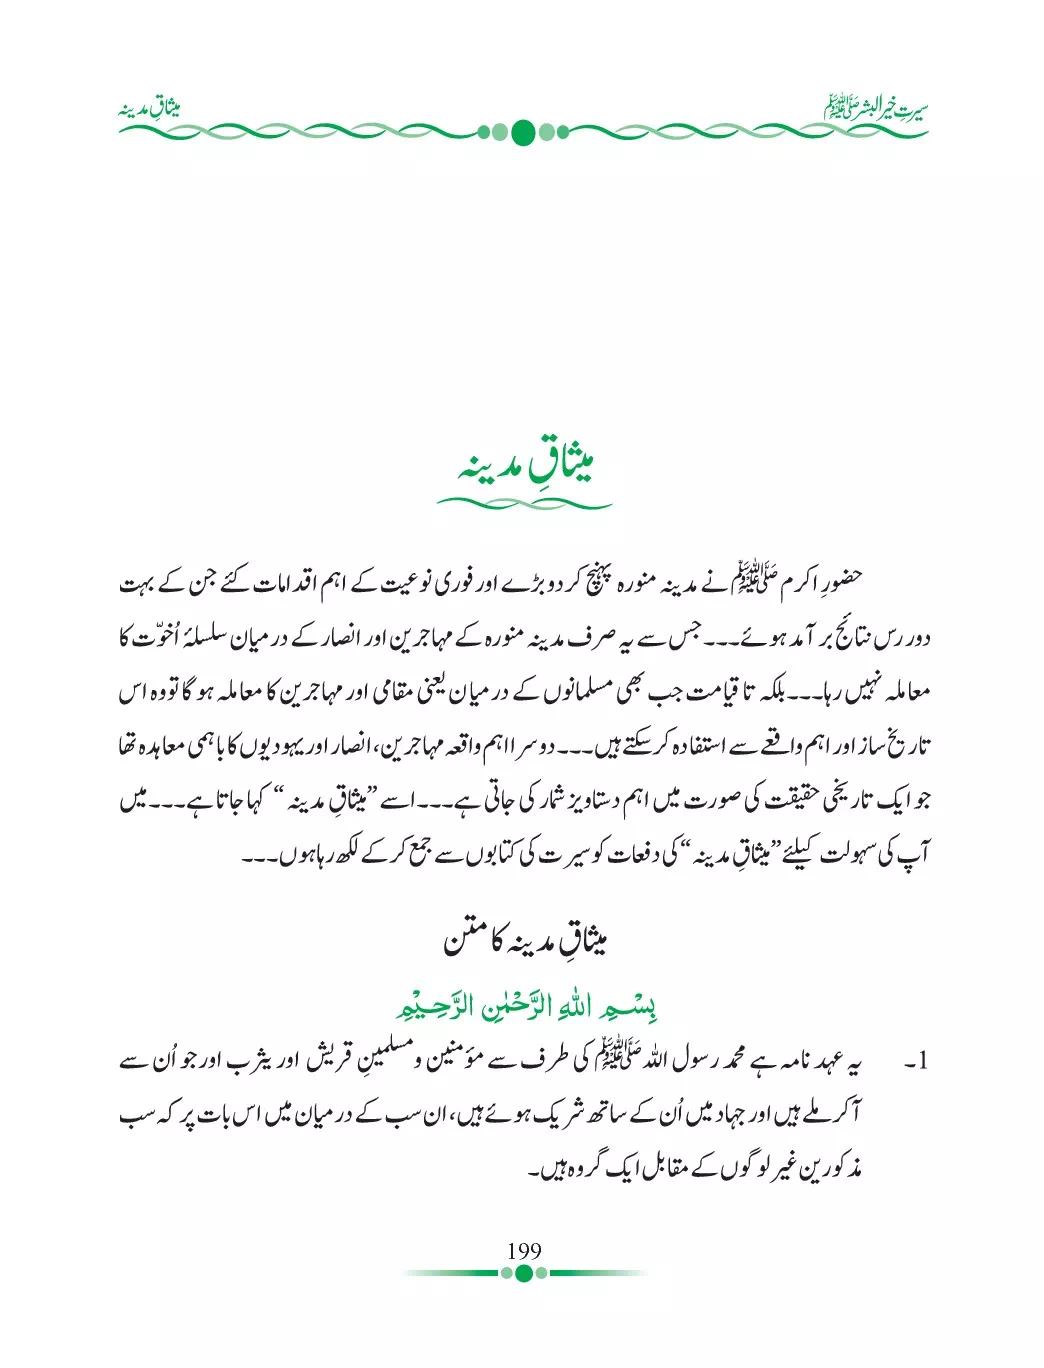 سیرتِ خیر البشر ﷺ
میثاقِ مدینہ
میثاقِ مدینہ
حضورِ اکرم ﷺ نے مدینہ منورہ پہنچ کر دو بڑے اور فوری نوعیت کے اہم اقدامات کئے جن کے بہت
دور رس نتائج بر آمد ہوئے۔۔۔ جس سے یہ صرف مدینہ منورہ کے مہاجرین اور انصار کے درمیان سلسلۂ اُخوّت کا
معاملہ نہیں رہا۔۔۔ بلکہ تا قیامت جب بھی مسلمانوں کے درمیان یعنی مقامی اور مہاجرین کا معاملہ ہو گا تو وہ اس
تاریخ ساز اور اہم واقعے سے استفادہ کر سکتے ہیں۔۔۔ دوسرا اہم واقعہ مہاجرین، انصار اور یہودیوں کا باہمی معاہدہ تھا
جو ایک تاریخی حقیقت کی صورت میں اہم دستاویز شمار کی جاتی ہے۔۔۔ اسے ”میثاقِ مدینہ“ کہا جاتا ہے۔۔۔ میں
آپ کی سہولت کیلئے ”میثاقِ مدینہ“ کی دفعات کو سیرت کی کتابوں سے جمع کر کے لکھ رہا ہوں۔۔۔
میثاقِ مدینہ کا متن
بِسْمِ اللهِ الرَّحْمٰنِ الرَّحِیْمِ
1۔ یہ عہد نامہ ہے محمد رسول اللہ ﷺ کی طرف سے مؤمنین و مسلمینِ قریش اور یثرب اور جو اُن سے
آ کر ملے ہیں اور جہاد میں اُن کے ساتھ شریک ہوئے ہیں، ان سب کے درمیان میں اس بات پر کہ سب
مذکورین غیر لوگوں کے مقابل ایک گروہ ہیں۔
199